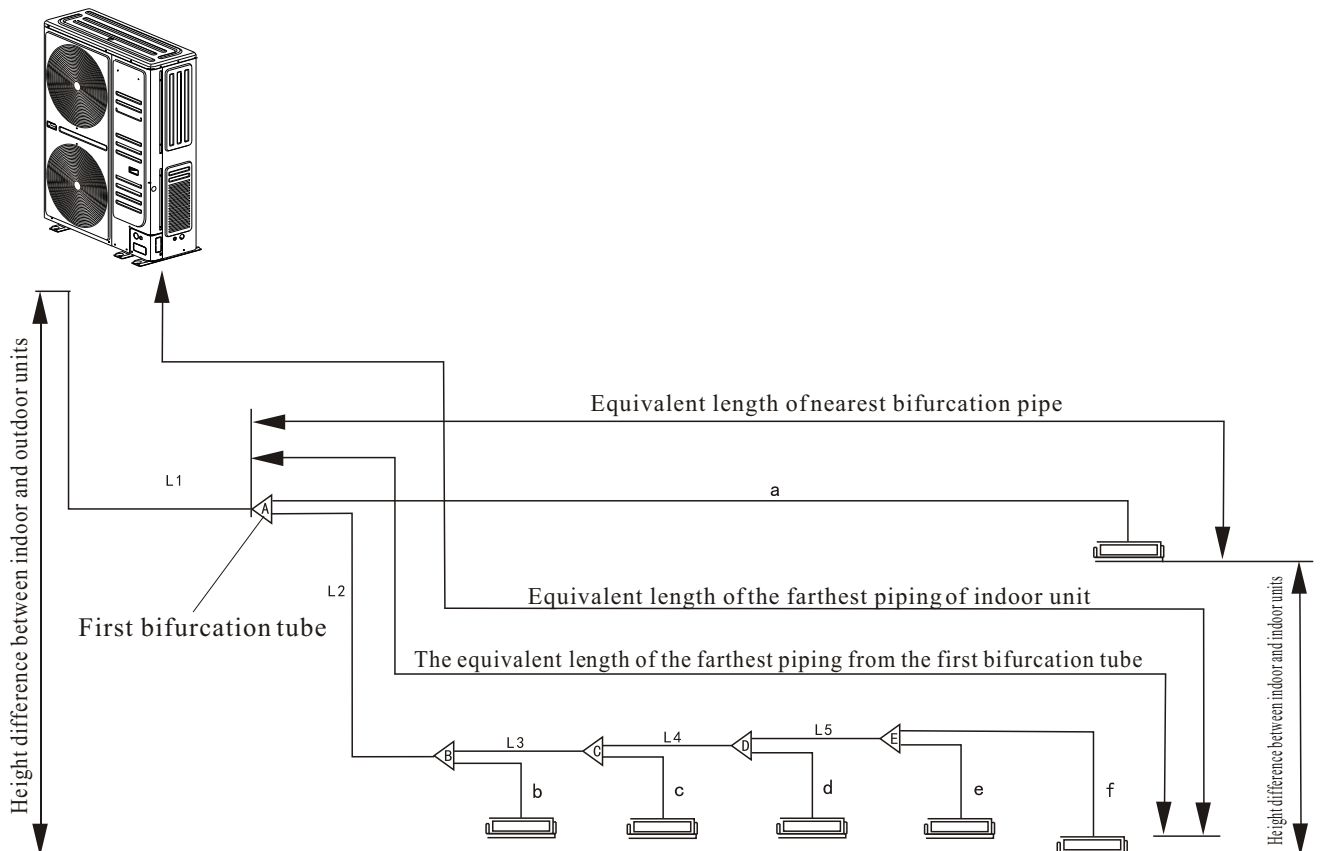 Height difference between indoor and outdoor units
Equivalent length of nearest bifurcation pipe
L1
A
a
L2
Equivalent length of the farthest piping of indoor unit
First bifurcation tube
The equivalent length of the farthest piping from the first bifurcation tube
Height difference between indoor and indoor units
B
L3
C
L4
D
L5
E
b
c
d
e
f